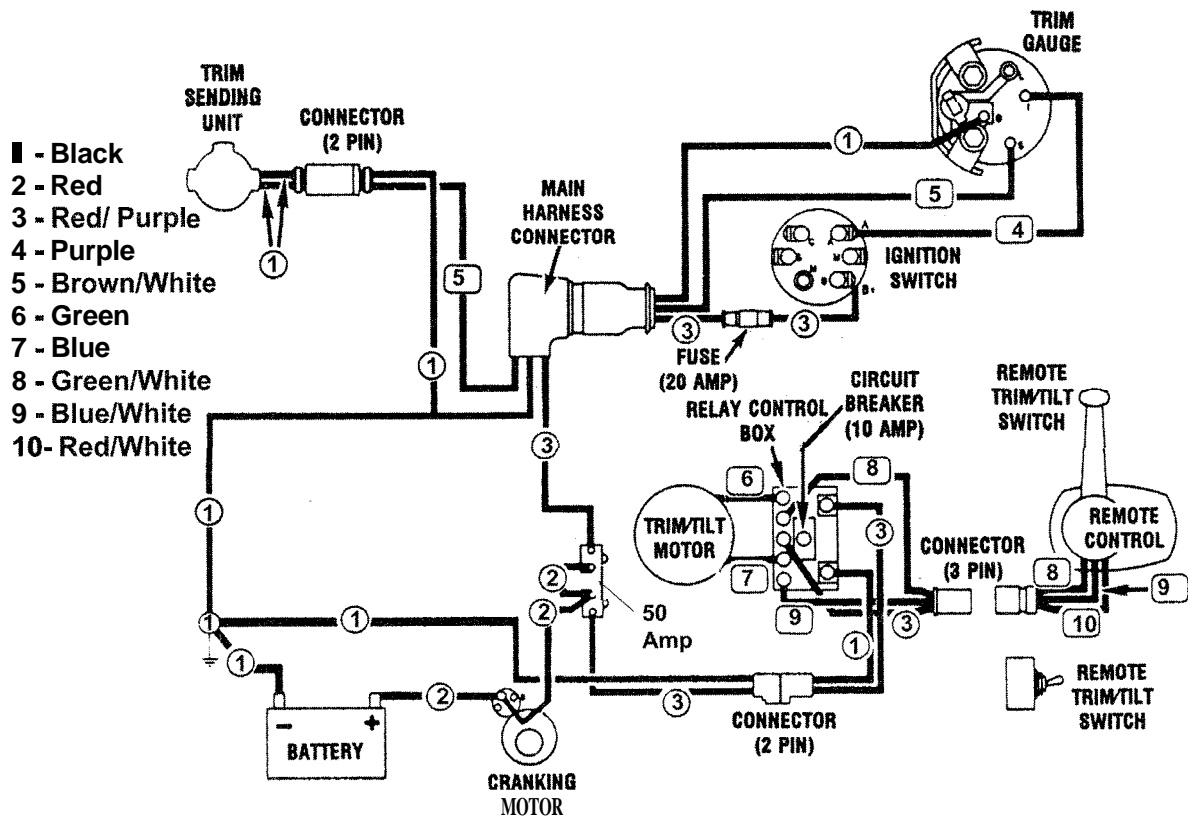 TRIM
GAUGE
TRIM
SENDING
UNIT
CONNECTOR
(2 PIN)
- Black
2 - Red
3 - Red/ Purple
4 - Purple
5 - Brown/White
6 - Green
7 - Blue
8 - Green/White
9 - Blue/White
10- Red/White
1
5
MAIN
HARNESS
CONNECTOR
1
5
4
A
C
A
S
M
M
B
B+
IGNITION
SWITCH
3
3
FUSE
(20 AMP)
1
3
1
CIRCUIT
BREAKER
(10 AMP)
RELAY CONTROL
BOX
REMOTE
TRIM/TILT
SWITCH
6
8
TRIM/TILT
MOTOR
3
7
9
3
1
CONNECTOR
(3 PIN)
REMOTE
CONTROL
8
9
10
2
2
2
50
Amp
1
1
1
3
CONNECTOR
(2 PIN)
REMOTE
TRIM/TILT
SWITCH
2
- +
BATTERY
CRANKING
MOTOR